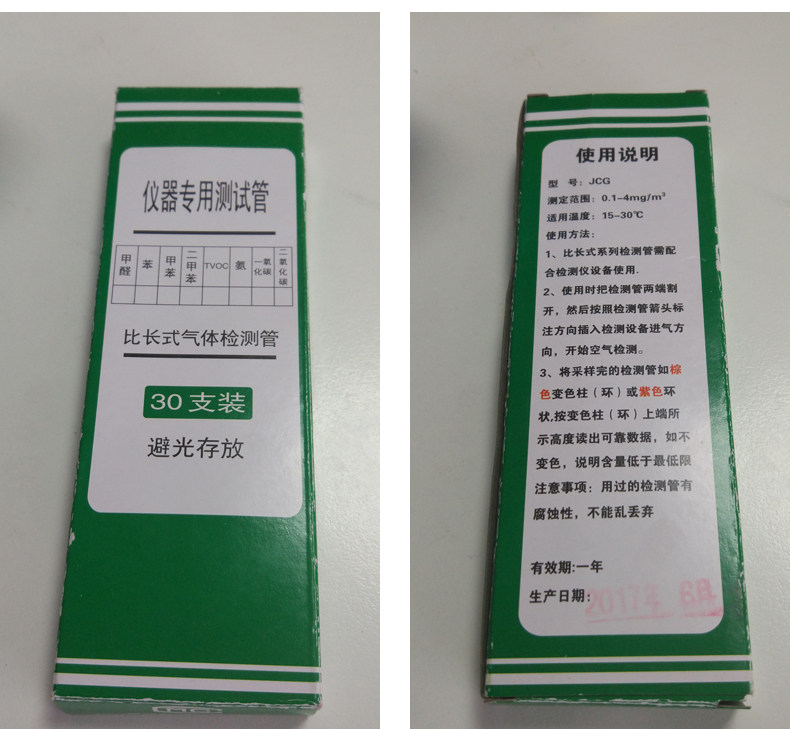 仪器专用测试管
甲醛 苯 甲苯 二甲苯 TVOC 氨 一氧化碳 二氧化碳
比长式气体检测管
30支装
避光存放
使用说明
型 号：JCG
测定范围：0.1-4mg/m³
适用温度：15-30℃
使用方法：
1、比长式系列检测管需配
合检测仪设备使用.
2、使用时把检测管两端割
开，然后按照检测管箭头标
注方向插入检测设备进气方
向，开始空气检测。
3、将采样完的检测管如棕
色变色柱（环）或紫色环
状,按变色柱（环）上端所
示高度读出可靠数据，如不
变色，说明含量低于最低限
注意事项：用过的检测管有
腐蚀性，不能乱丢弃
有效期:一年
生产日期：2017年 6月